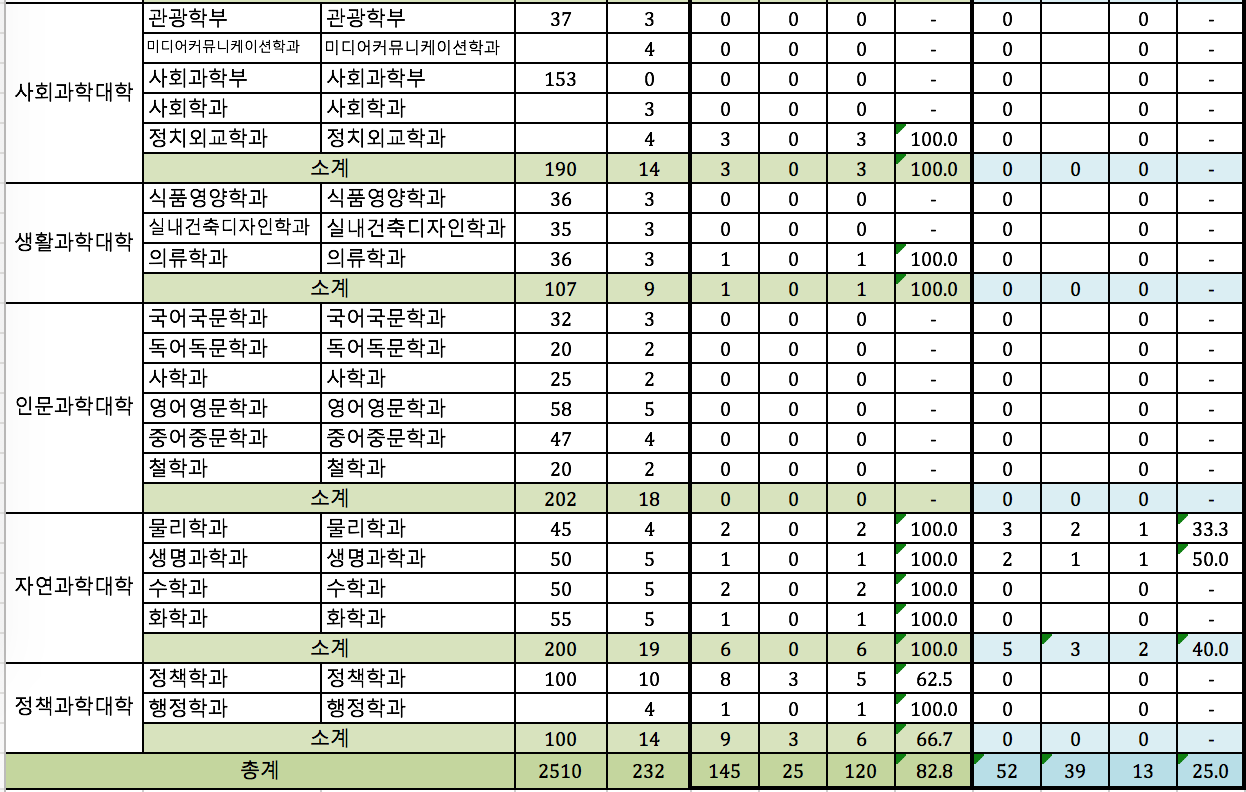 사회과학대학 관광학부 관광학부 37 3 0 0 0 - 0 0 -
미디어커뮤니케이션학과 미디어커뮤니케이션학과 4 0 0 0 - 0 0 -
사회과학부 사회과학부 153 0 0 0 0 - 0 0 -
사회학과 사회학과 3 0 0 0 - 0 0 -
정치외교학과 정치외교학과 4 3 0 3 100.0 0 0 -
소계 190 14 3 0 3 100.0 0 0 0 -
생활과학대학 식품영양학과 식품영양학과 36 3 0 0 0 - 0 0 -
실내건축디자인학과 실내건축디자인학과 35 3 0 0 0 - 0 0 -
의류학과 의류학과 36 3 1 0 1 100.0 0 0 -
소계 107 9 1 0 1 100.0 0 0 0 -
인문과학대학 국어국문학과 국어국문학과 32 3 0 0 0 - 0 0 -
독어독문학과 독어독문학과 20 2 0 0 0 - 0 0 -
사학과 사학과 25 2 0 0 0 - 0 0 -
영어영문학과 영어영문학과 58 5 0 0 0 - 0 0 -
중어중문학과 중어중문학과 47 4 0 0 0 - 0 0 -
철학과 철학과 20 2 0 0 0 - 0 0 -
소계 202 18 0 0 0 - 0 0 0 -
자연과학대학 물리학과 물리학과 45 4 2 0 2 100.0 3 2 1 33.3
생명과학과 생명과학과 50 5 1 0 1 100.0 2 1 1 50.0
수학과 수학과 50 5 2 0 2 100.0 0 0 -
화학과 화학과 55 5 1 0 1 100.0 0 0 -
소계 200 19 6 0 6 100.0 5 3 2 40.0
정책과학대학 정책학과 정책학과 100 10 8 3 5 62.5 0 0 -
행정학과 행정학과 4 1 0 1 100.0 0 0 -
소계 100 14 9 3 6 66.7 0 0 0 -
총계 2510 232 145 25 120 82.8 52 39 13 25.0